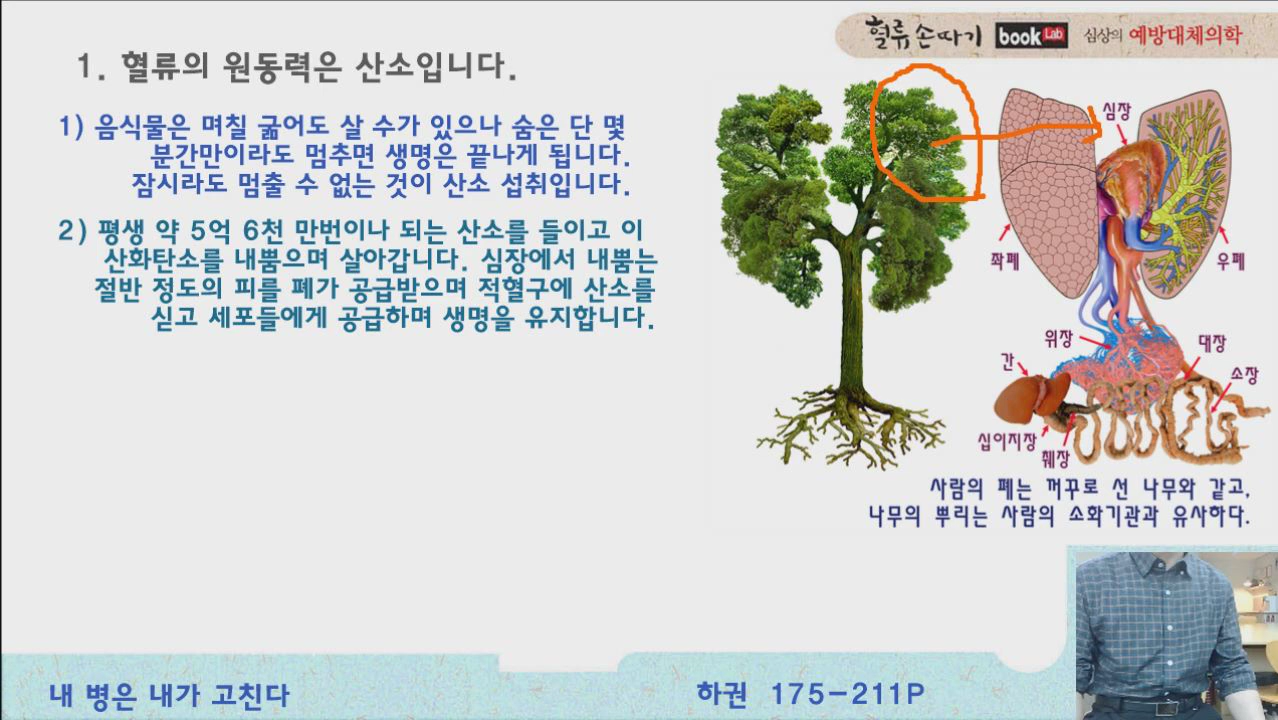 혈류 손따기 book Lab 심상의 예방대체의학
1. 혈류의 원동력은 산소입니다.
1) 음식물은 며칠 굶어도 살 수가 있으나 숨은 단 몇
분간만이라도 멈추면 생명은 끝나게 됩니다.
잠시라도 멈출 수 없는 것이 산소 섭취입니다.
2) 평생 약 5억 6천 만번이나 되는 산소를 들이고 이
산화탄소를 내뿜으며 살아갑니다. 심장에서 내뿜는
절반 정도의 피를 폐가 공급받으며 적혈구에 산소를
싣고 세포들에게 공급하며 생명을 유지합니다.
심장
좌폐
우폐
위장
대장
간
소장
십이지장
췌장
사람의 폐는 꺼꾸로 선 나무와 같고,
나무의 뿌리는 사람의 소화기관과 유사하다.
내 병은 내가 고친다
하권 175-211P